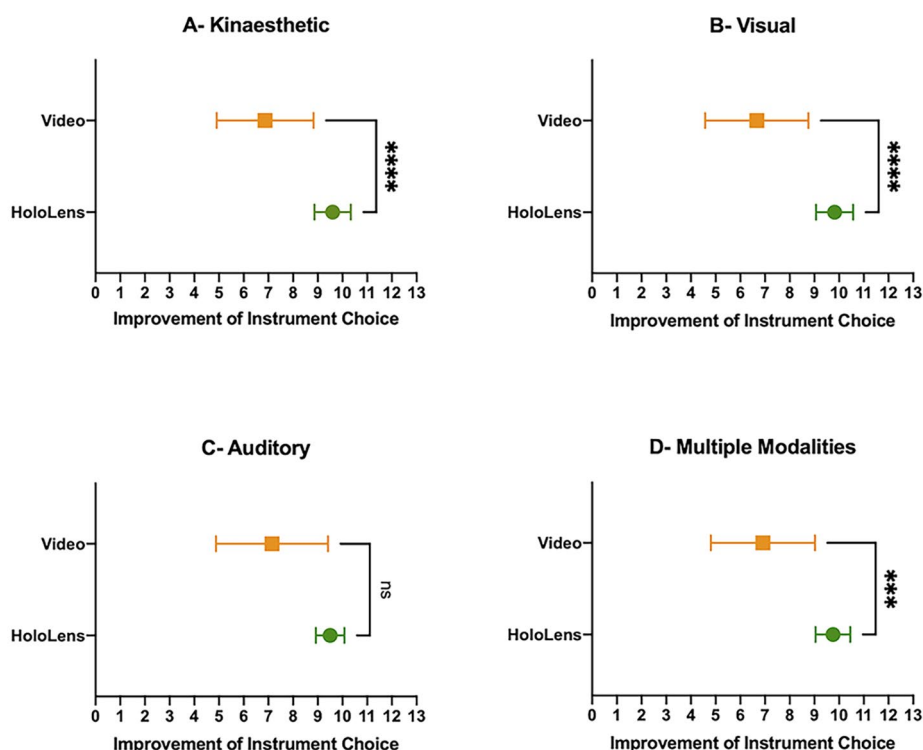 A- Kinaesthetic
Video
****
HoloLens
0 1 2 3 4 5 6 7 8 9 10 11 12 13
Improvement of Instrument Choice
B- Visual
Video
****
HoloLens
0 1 2 3 4 5 6 7 8 9 10 11 12 13
Improvement of Instrument Choice
C- Auditory
Video
ns
HoloLens
0 1 2 3 4 5 6 7 8 9 10 11 12 13
Improvement of Instrument Choice
D- Multiple Modalities
Video
***
HoloLens
0 1 2 3 4 5 6 7 8 9 10 11 12 13
Improvement of Instrument Choice